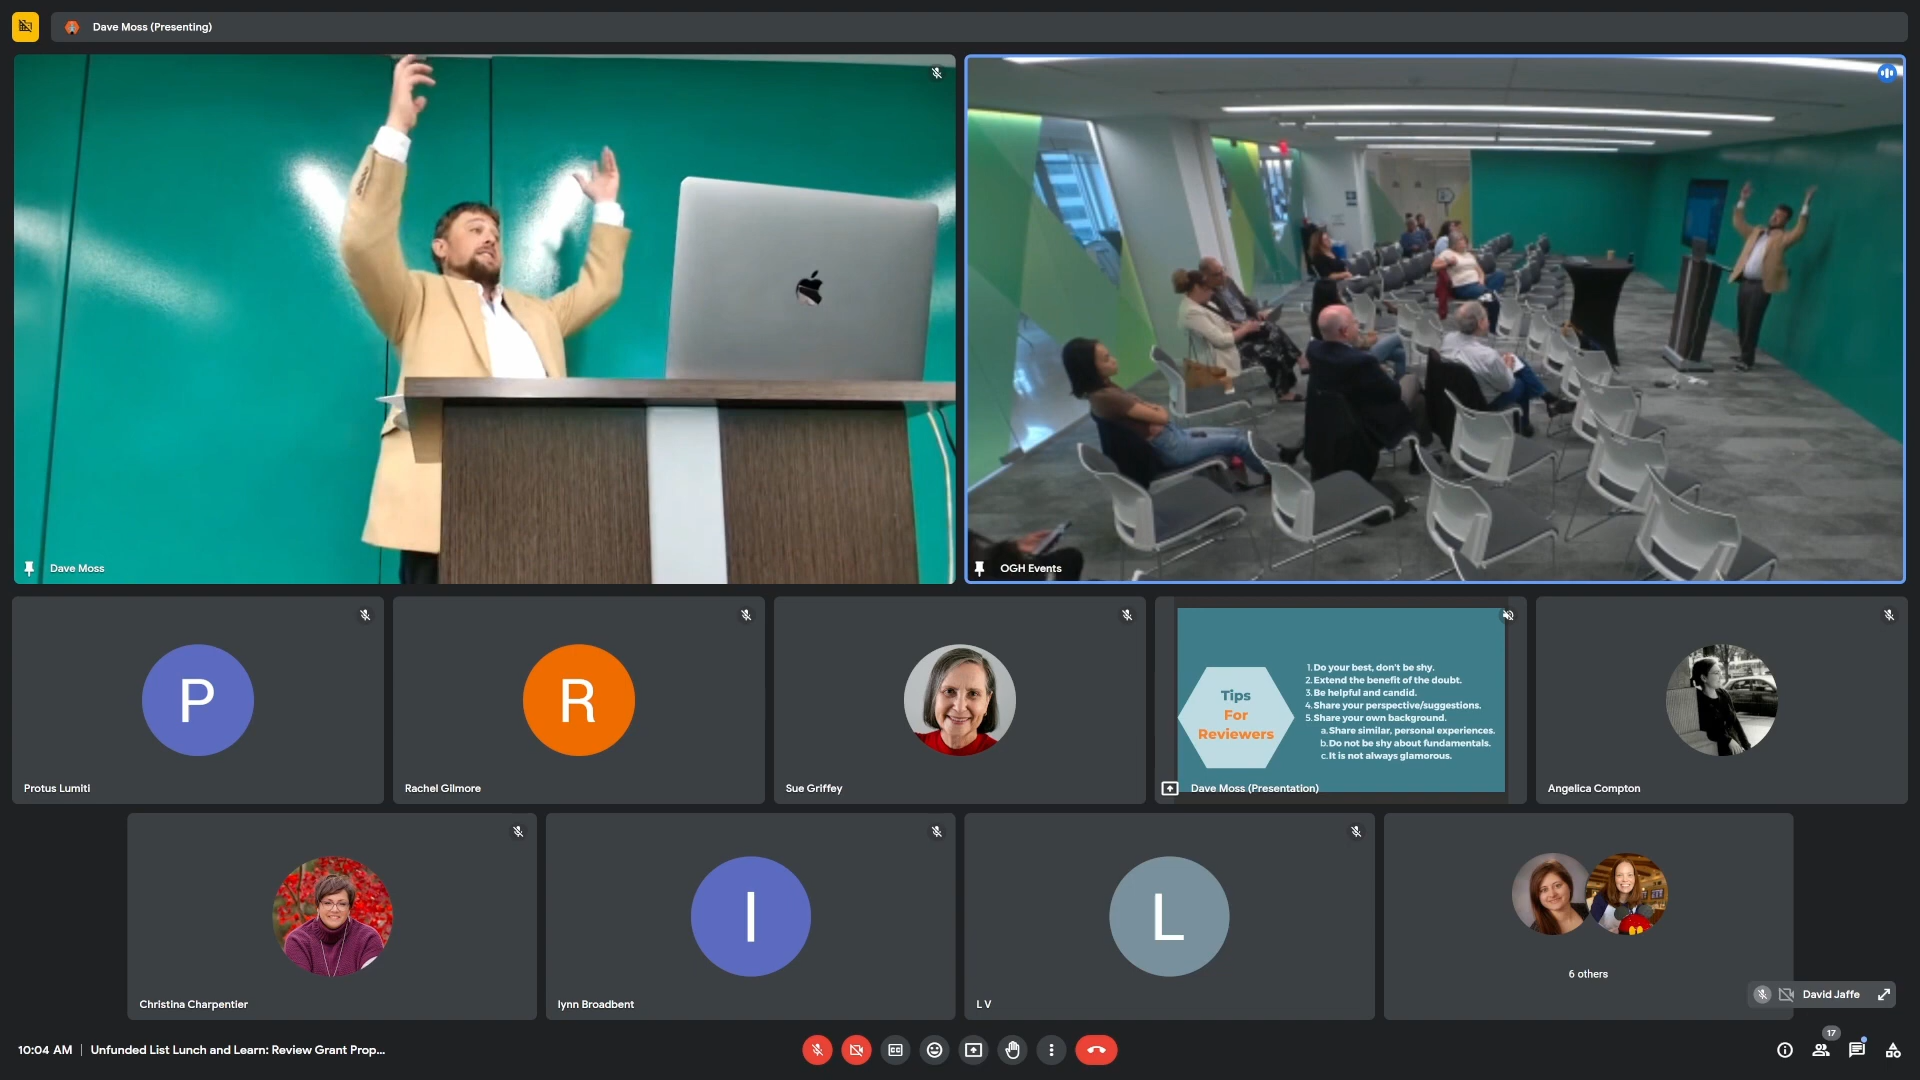 Dave Moss (Presenting)
Dave Moss
OGH Events
P
Protus Lumiti
R
Rachel Gilmore
Sue Griffey
Tips
For
Reviewers
1. Do your best, don't be shy.
2. Extend the benefit of the doubt.
3. Be helpful and candid.
4. Share your perspective/suggestions.
5. Share your own background.
a. Share similar, personal experiences.
b. Do not be shy about fundamentals.
c. It is not always glamorous.
Dave Moss (Presentation)
Angelica Compton
Christina Charpentier
l
lynn Broadbent
L
L V
6 others
David Jaffe
10:04 AM | Unfunded List Lunch and Learn: Review Grant Prop...
17